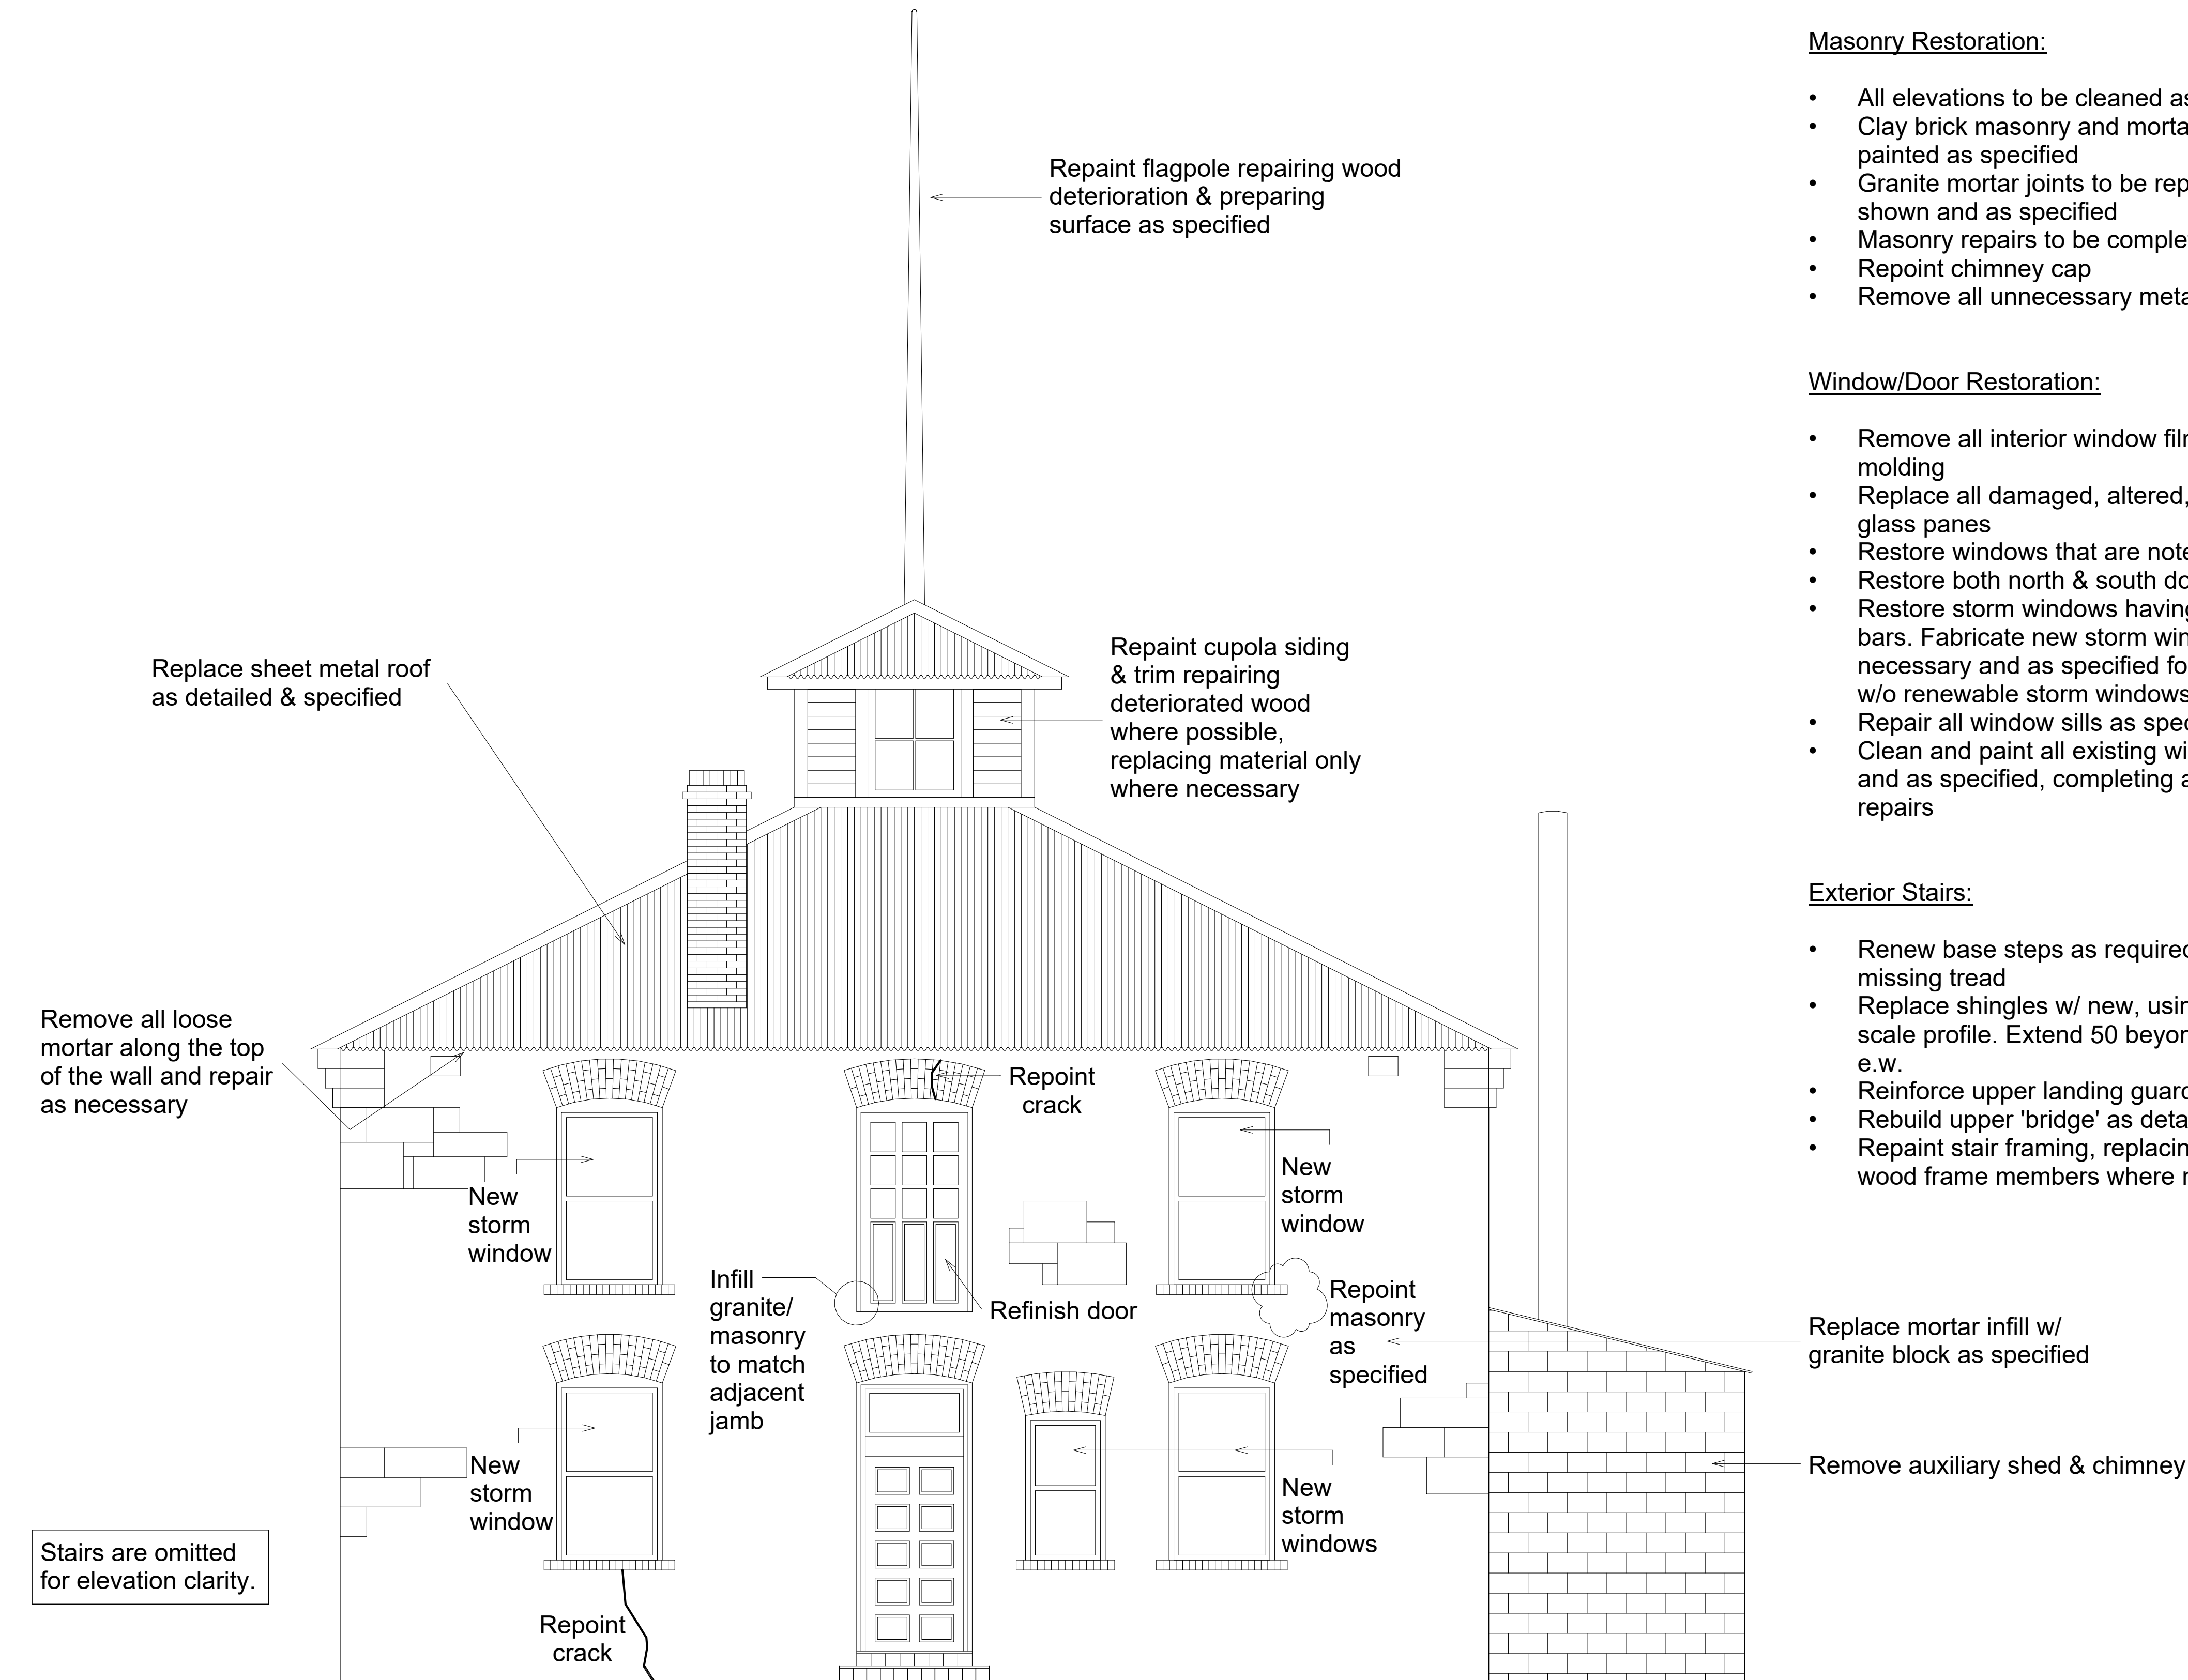 Repaint flagpole repairing wood
deterioration & preparing
surface as specified
Replace sheet metal roof
as detailed & specified
Repaint cupola siding
& trim repairing
deteriorated wood
where possible,
replacing material only
where necessary
Remove all loose
mortar along the top
of the wall and repair
as necessary
Repoint
crack
New
storm
window
New
storm
window
Infill
granite/
masonry
to match
adjacent
jamb
Refinish door
Repoint
masonry
as
specified
New
storm
window
New
storm
windows
Stairs are omitted
for elevation clarity.
Repoint
crack
Masonry Restoration:
• All elevations to be cleaned as
• Clay brick masonry and morta
painted as specified
• Granite mortar joints to be rep
shown and as specified
• Masonry repairs to be comple
• Repoint chimney cap
• Remove all unnecessary meta
Window/Door Restoration:
• Remove all interior window fil
molding
• Replace all damaged, altered,
glass panes
• Restore windows that are note
• Restore both north & south do
• Restore storm windows having
bars. Fabricate new storm win
necessary and as specified fo
w/o renewable storm windows
• Repair all window sills as spec
• Clean and paint all existing wi
and as specified, completing a
repairs
Exterior Stairs:
• Renew base steps as required
missing tread
• Replace shingles w/ new, usin
scale profile. Extend 50 beyon
e.w.
• Reinforce upper landing guard
• Rebuild upper 'bridge' as deta
• Repaint stair framing, replacin
wood frame members where
Replace mortar infill w/
granite block as specified
Remove auxiliary shed & chimney